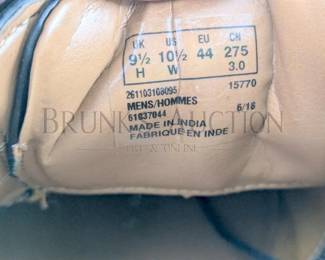 UK US EU CN
9½ 10½ 44 275
H W 3.0
261103108095 15770
MENS/HOMMES
61037044 6/16
MADE IN INDIA
FABRIQUE EN INDE
BRUNK AUCTION